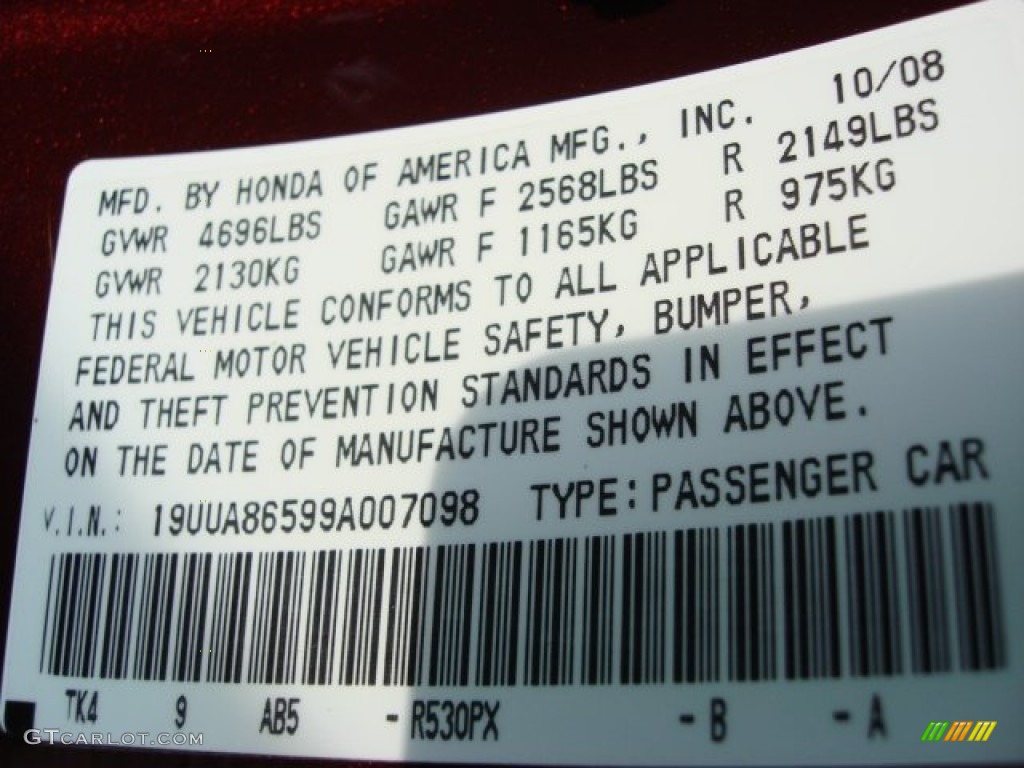 10/08
MFD. BY HONDA OF AMERICA MFG., INC.
GVWR 4696LBS GAWR F 2568LBS R 2149LBS
GVWR 2130KG GAWR F 1165KG R 975KG
THIS VEHICLE CONFORMS TO ALL APPLICABLE
FEDERAL MOTOR VEHICLE SAFETY, BUMPER,
AND THEFT PREVENTION STANDARDS IN EFFECT
ON THE DATE OF MANUFACTURE SHOWN ABOVE.
V.I.N.: 19UUA86599A007098 TYPE: PASSENGER CAR
TK4 9 AB5 - R530PX - B - A
GTCARLOT.COM